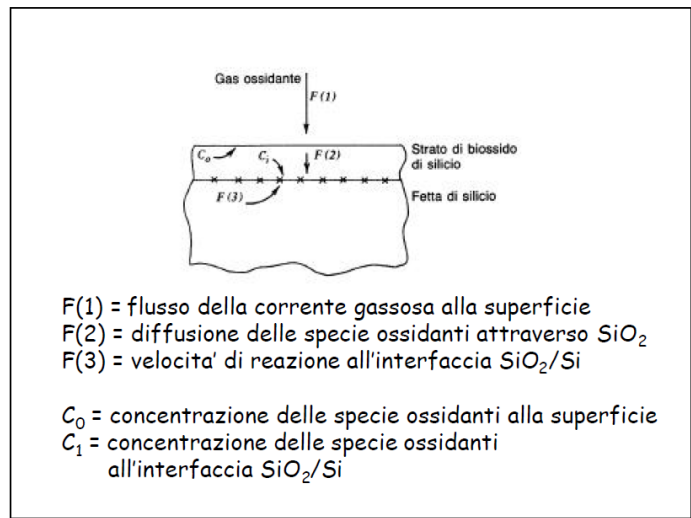 Gas ossidante
F(1)
C₀
Cᵢ
F(2)
Strato di biossido
di silicio
F(3)
Fetta di silicio
F(1) = flusso della corrente gassosa alla superficie
F(2) = diffusione delle specie ossidanti attraverso SiO₂
F(3) = velocita' di reazione all'interfaccia SiO₂/Si
C₀ = concentrazione delle specie ossidanti alla superficie
C₁ = concentrazione delle specie ossidanti
all'interfaccia SiO₂/Si